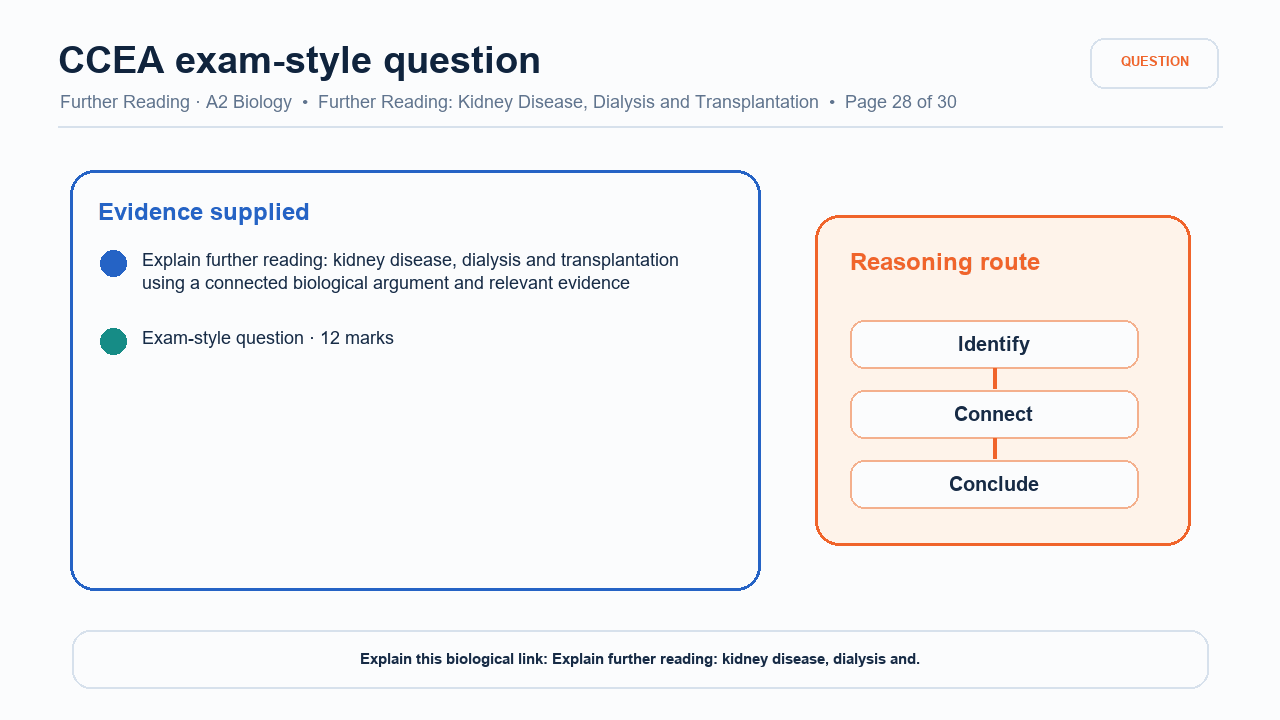 CCEA exam-style question
QUESTION
Further Reading · A2 Biology • Further Reading: Kidney Disease, Dialysis and Transplantation • Page 28 of 30
Evidence supplied
Explain further reading: kidney disease, dialysis and transplantation
using a connected biological argument and relevant evidence
Exam-style question · 12 marks
Reasoning route
Identify
Connect
Conclude
Explain this biological link: Explain further reading: kidney disease, dialysis and.